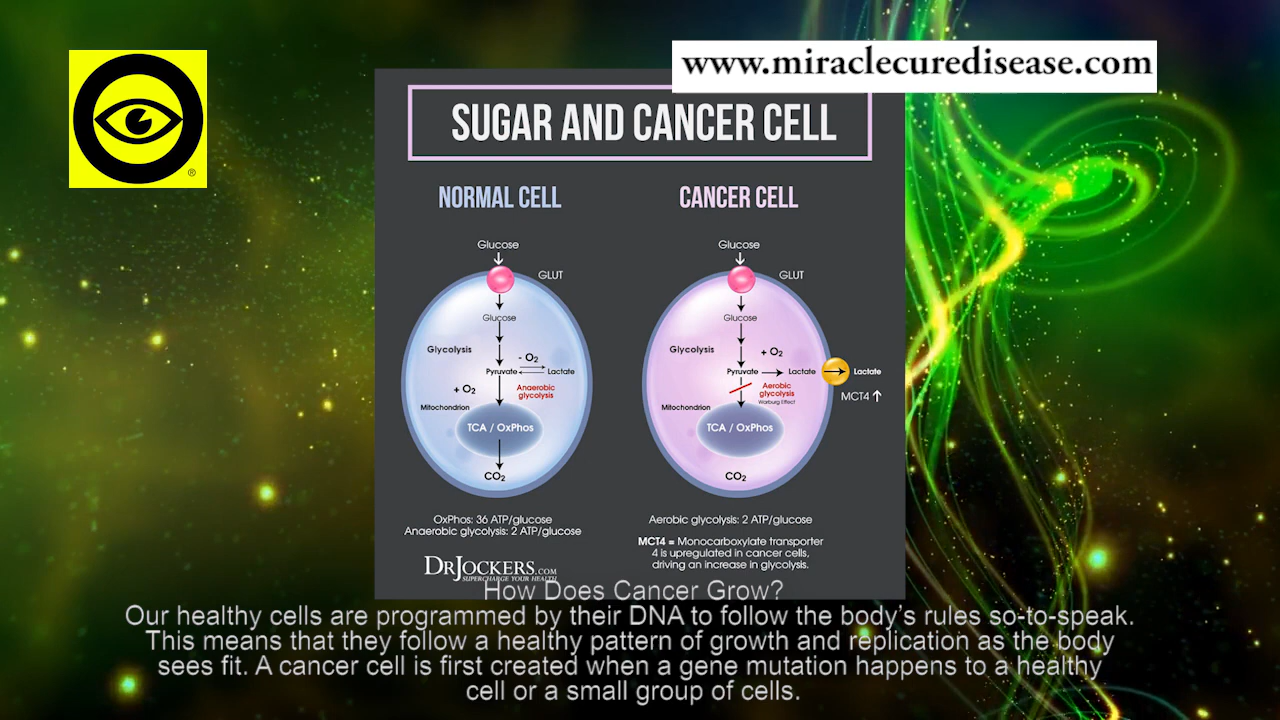 www.miraclecuredisease.com
®
SUGAR AND CANCER CELL
NORMAL CELL
Glucose
GLUT
Glucose
Glycolysis
- O2
Pyruvate
Lactate
+ O2
Anaerobic
glycolysis
Mitochondrion
TCA / OxPhos
CO2
OxPhos: 36 ATP/glucose
Anaerobic glycolysis: 2 ATP/glucose
CANCER CELL
Glucose
GLUT
Glucose
Glycolysis
+ O2
Pyruvate
Lactate
Lactate
Aerobic
glycolysis
Warburg Effect
MCT4
Mitochondrion
TCA / OxPhos
CO2
Aerobic glycolysis: 2 ATP/glucose
MCT4 = Monocarboxylate transporter
4 is upregulated in cancer cells,
driving an increase in glycolysis.
DRJOCKERS.COM
SUPERCHARGE YOUR HEALTH
How Does Cancer Grow?
Our healthy cells are programmed by their DNA to follow the body’s rules so-to-speak.
This means that they follow a healthy pattern of growth and replication as the body
sees fit. A cancer cell is first created when a gene mutation happens to a healthy
cell or a small group of cells.